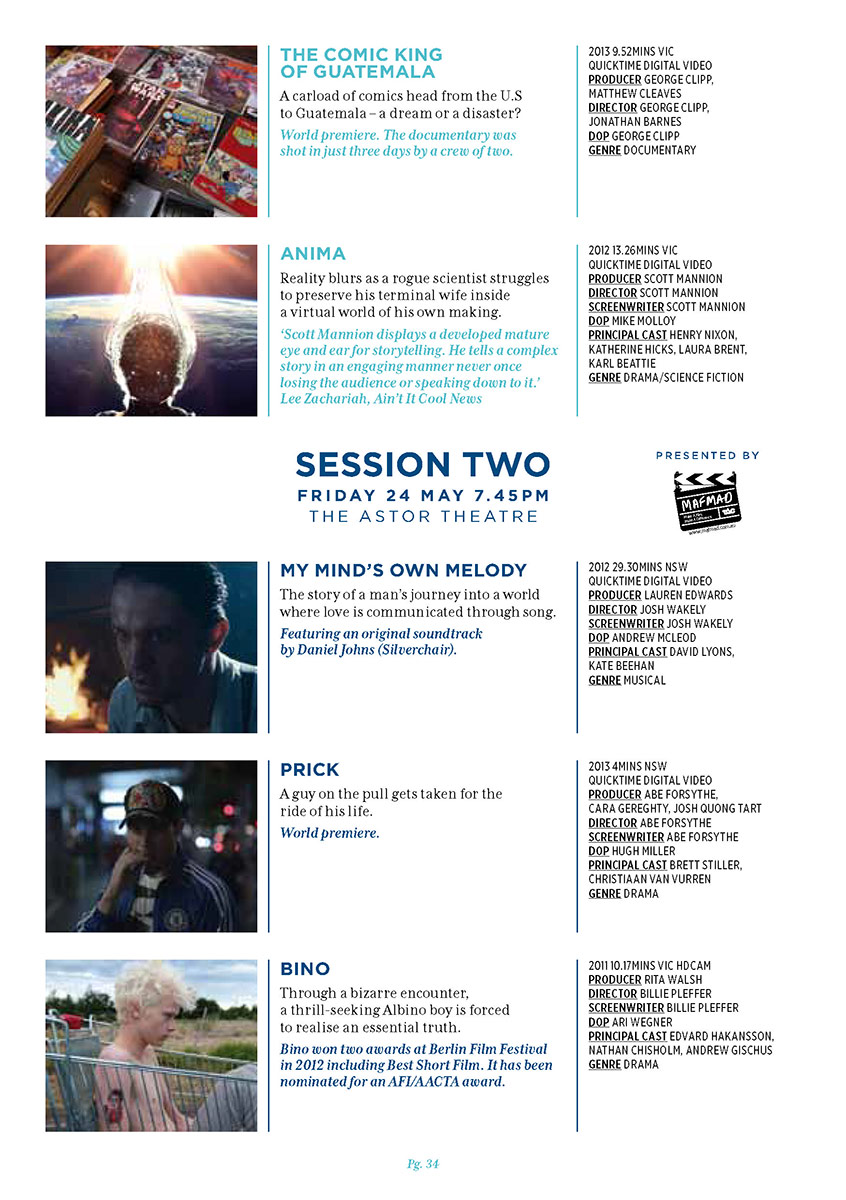 THE COMIC KING
OF GUATEMALA
A carload of comics head from the U.S
to Guatemala – a dream or a disaster?
World premiere. The documentary was
shot in just three days by a crew of two.
2013 9.52MINS VIC
QUICKTIME DIGITAL VIDEO
PRODUCER GEORGE CLIPP,
MATTHEW CLEAVES
DIRECTOR GEORGE CLIPP,
JONATHAN BARNES
DOP GEORGE CLIPP
GENRE DOCUMENTARY
STAR WARS
ANIMA
Reality blurs as a rogue scientist struggles
to preserve his terminal wife inside
a virtual world of his own making.
‘Scott Mannion displays a developed mature
eye and ear for storytelling. He tells a complex
story in an engaging manner never once
losing the audience or speaking down to it.’
Lee Zachariah, Ain’t It Cool News
2012 13.26MINS VIC
QUICKTIME DIGITAL VIDEO
PRODUCER SCOTT MANNION
DIRECTOR SCOTT MANNION
SCREENWRITER SCOTT MANNION
DOP MIKE MOLLOY
PRINCIPAL CAST HENRY NIXON,
KATHERINE HICKS, LAURA BRENT,
KARL BEATTIE
GENRE DRAMA/SCIENCE FICTION
SESSION TWO
FRIDAY 24 MAY 7.45PM
THE ASTOR THEATRE
PRESENTED BY
MAFMAD
www.mafmad.com.au
MY MIND’S OWN MELODY
The story of a man’s journey into a world
where love is communicated through song.
Featuring an original soundtrack
by Daniel Johns (Silverchair).
2012 29.30MINS NSW
QUICKTIME DIGITAL VIDEO
PRODUCER LAUREN EDWARDS
DIRECTOR JOSH WAKELY
SCREENWRITER JOSH WAKELY
DOP ANDREW MCLEOD
PRINCIPAL CAST DAVID LYONS,
KATE BEEHAN
GENRE MUSICAL
PRICK
A guy on the pull gets taken for the
ride of his life.
World premiere.
2013 4MINS NSW
QUICKTIME DIGITAL VIDEO
PRODUCER ABE FORSYTHE,
CARA GEREGHTY, JOSH QUONG TART
DIRECTOR ABE FORSYTHE
SCREENWRITER ABE FORSYTHE
DOP HUGH MILLER
PRINCIPAL CAST BRETT STILLER,
CHRISTIAAN VAN VURREN
GENRE DRAMA
BINO
Through a bizarre encounter,
a thrill-seeking Albino boy is forced
to realise an essential truth.
Bino won two awards at Berlin Film Festival
in 2012 including Best Short Film. It has been
nominated for an AFI/AACTA award.
2011 10.17MINS VIC HDCAM
PRODUCER RITA WALSH
DIRECTOR BILLIE PLEFFER
SCREENWRITER BILLIE PLEFFER
DOP ARI WEGNER
PRINCIPAL CAST EDVARD HAKANSSON,
NATHAN CHISHOLM, ANDREW GISCHUS
GENRE DRAMA
Pg. 34